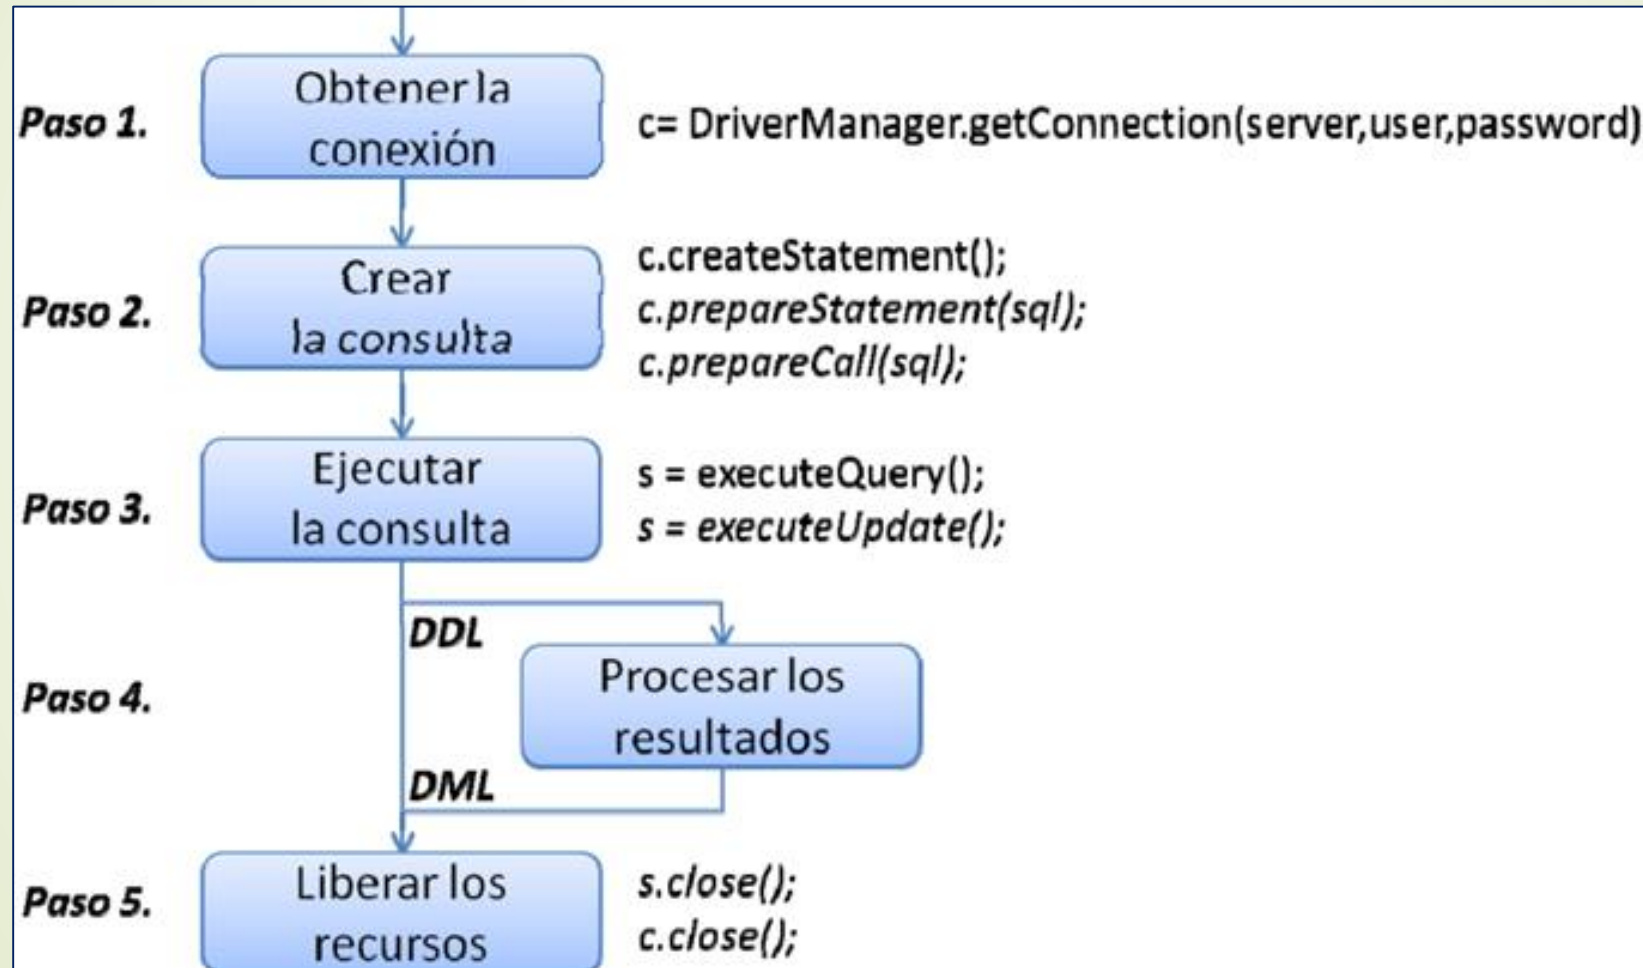 Paso 1.
Obtener la
conexión
c= DriverManager.getConnection(server,user,password)
Paso 2.
Crear
la consulta
c.createStatement();
c.prepareStatement(sql);
c.prepareCall(sql);
Paso 3.
Ejecutar
la consulta
s = executeQuery();
s = executeUpdate();
DDL
Paso 4.
Procesar los
resultados
DML
Paso 5.
Liberar los
recursos
s.close();
c.close();